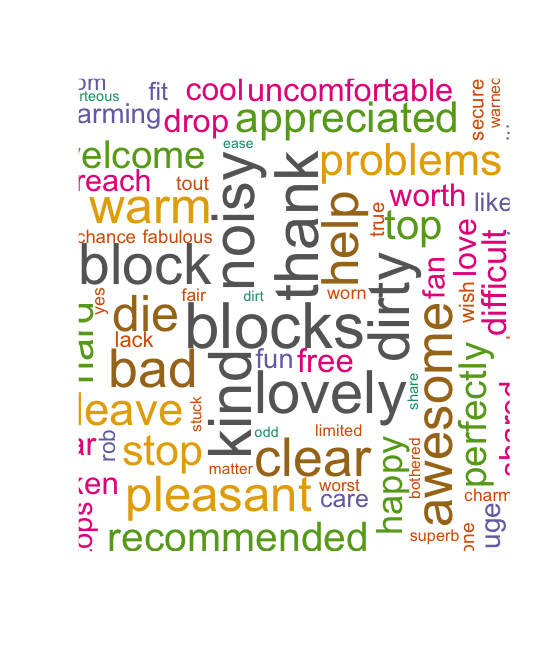 om
rteous
fit
cool
uncomfortable
secure
warned
arming
drop
appreciated
ease
elcome
problems
reach
tout
noisy
thank
help
worth
like
warm
true
top
chance
fabulous
love
block
dirty
fan
difficult
yes
fair
dirt
worn
wish
die
blocks
lack
bad
kind
fun
free
awesome
perfectly
lovely
share
leave
stuck
shared
ar
rob
stop
odd
limited
matter
clear
happy
bothered
ken
worst
pleasant
care
charm
ops
uge
recommended
superb
one